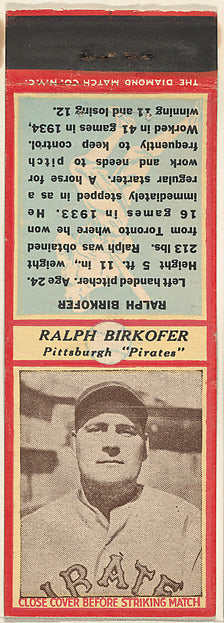 THE DIAMOND MATCH CO. N.Y.C.
RALPH BIRKOFER
Left handed pitcher. Age 24.
Height 5 ft. 11 in., weight
213 lbs. Ralph was obtained
from Toronto where he won
16 games in 1933. He
immediately stepped in as a
regular starter. A horse for
work and needs to pitch
frequently to keep control.
Worked in 41 games in 1934,
winning 11 and losing 12.
RALPH BIRKOFER
Pittsburgh "Pirates"
PIRATE
CLOSE COVER BEFORE STRIKING MATCH